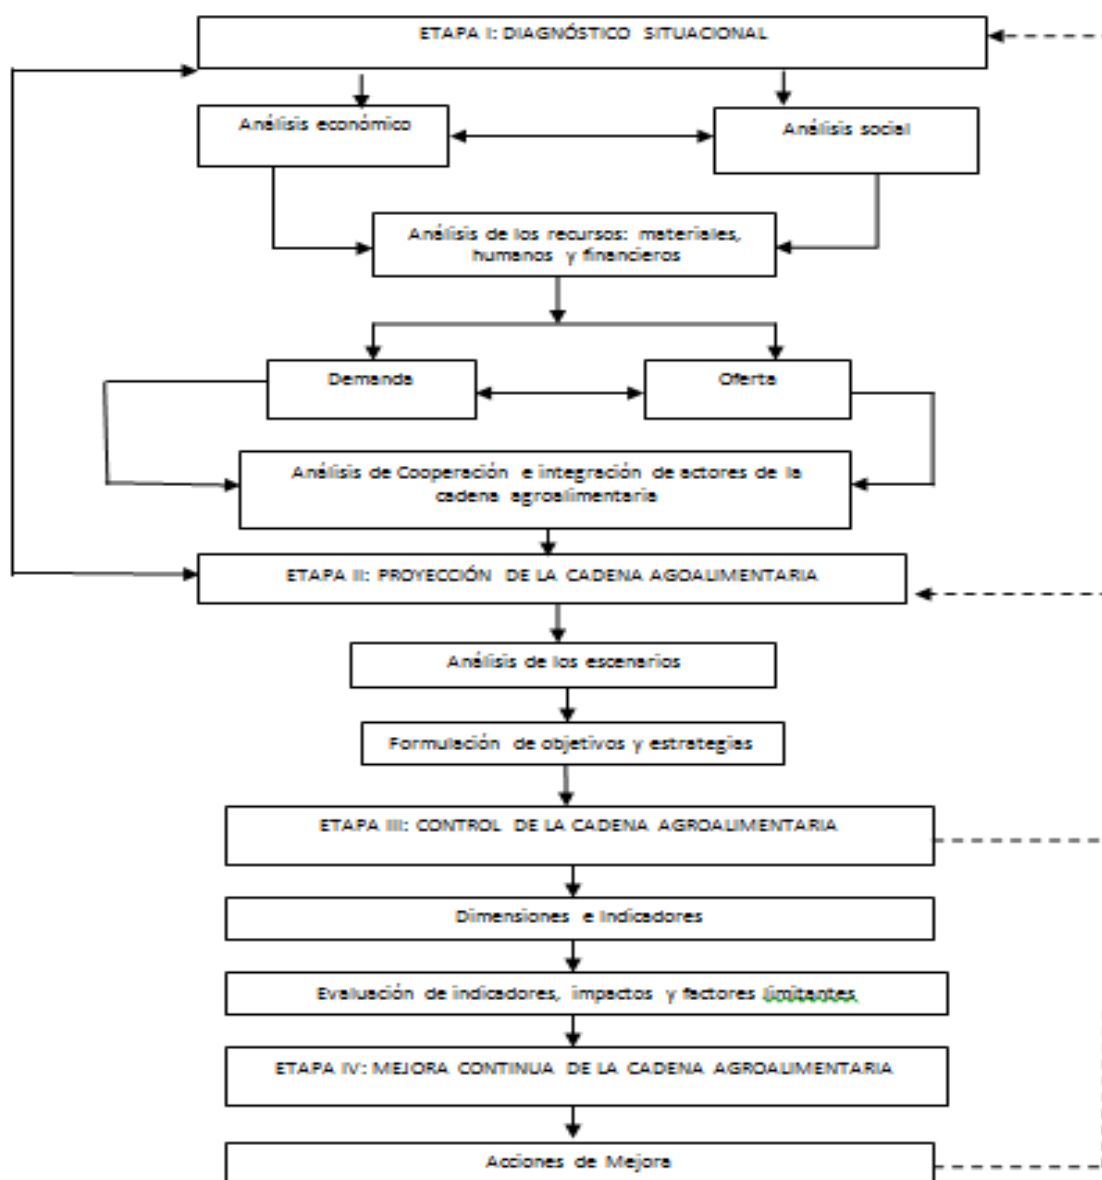 ETAPA I: DIAGNÓSTICO SITUACIONAL
Análisis económico
Análisis social
Análisis de los recursos: materiales,
humanos y financieros
Demanda
Oferta
Análisis de Cooperación e integración de actores de la
cadena agroalimentaria
ETAPA II: PROYECCIÓN DE LA CADENA AGOALIMENTARIA
Análisis de los escenarios
Formulación de objetivos y estrategias
ETAPA III: CONTROL DE LA CADENA AGROALIMENTARIA
Dimensiones e Indicadores
Evaluación de indicadores, impactos y factores limitantes
ETAPA IV: MEJORA CONTINUA DE LA CADENA AGROALIMENTARIA
Acciones de Mejora